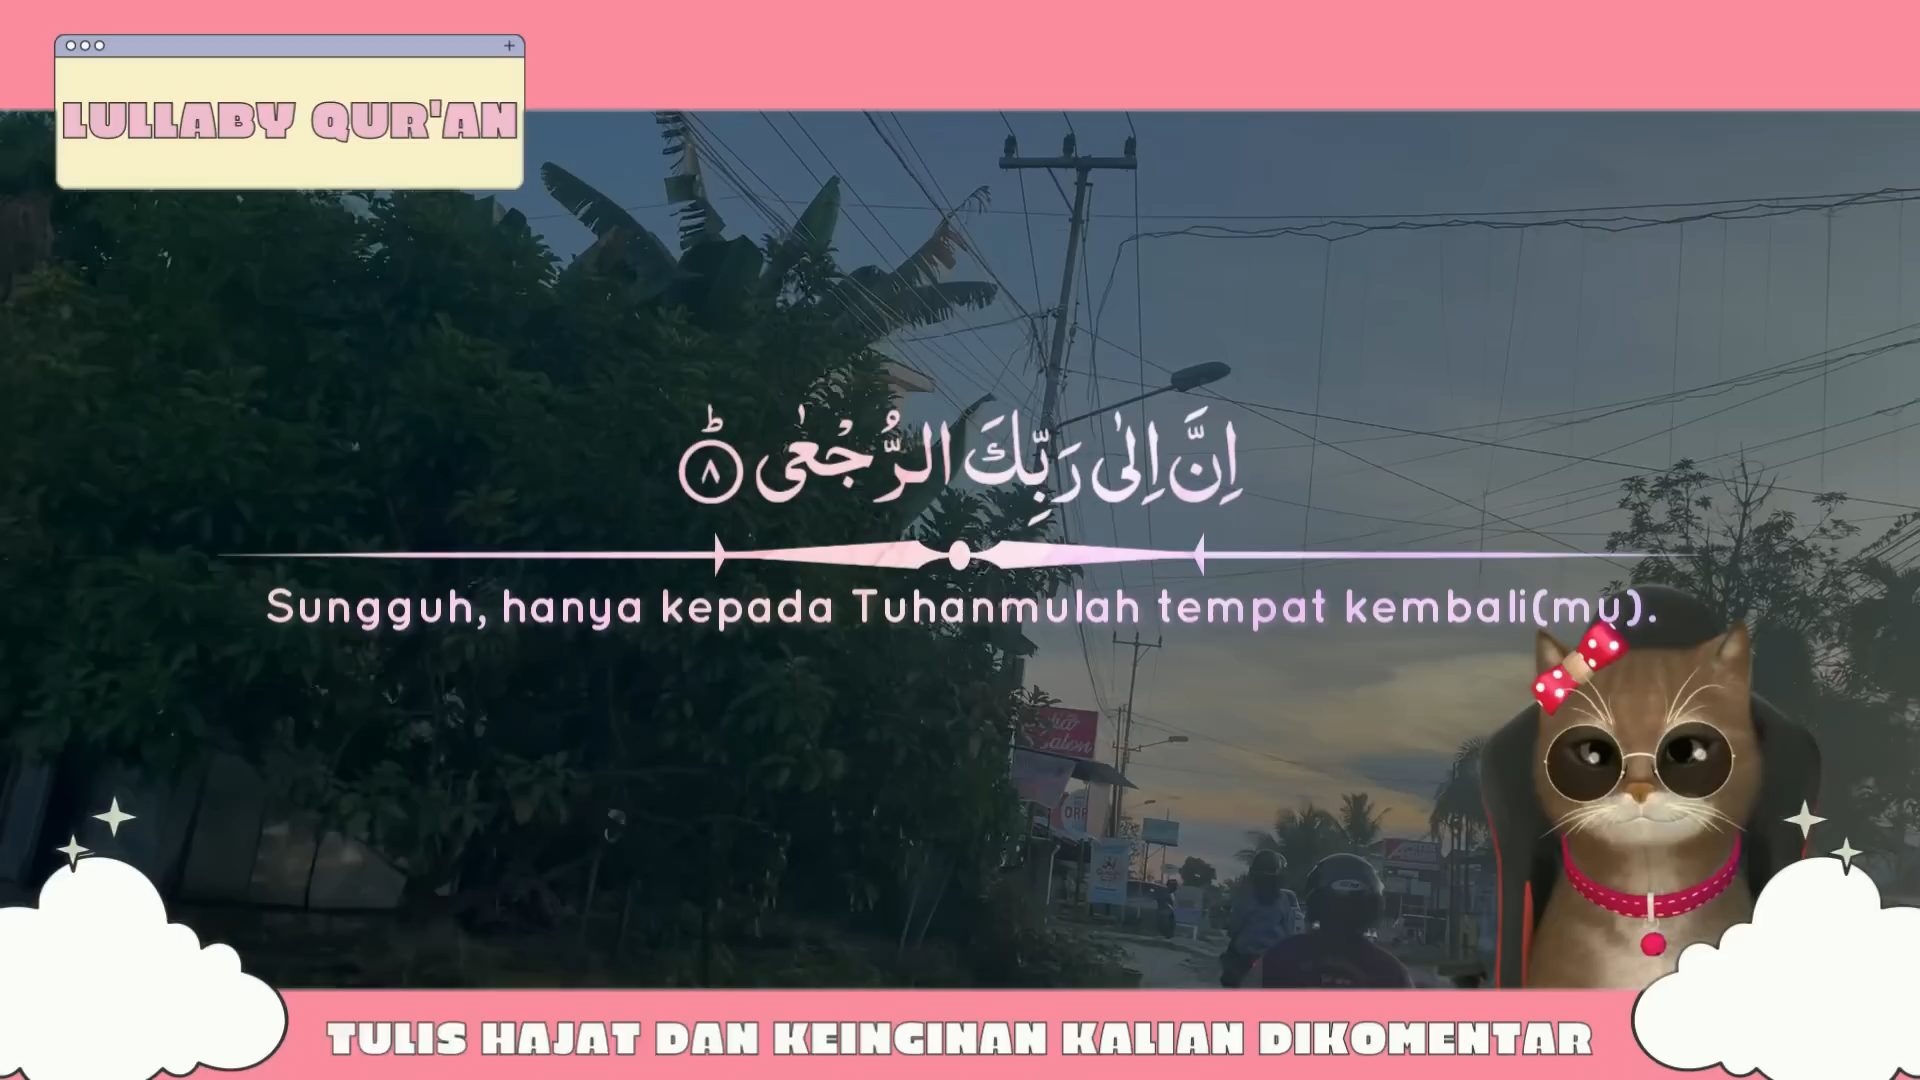 LULLABY QUR'AN
اِنَّ اِلٰى رَبِّكَ الرُّجْعٰىۗ ٨
Sungguh, hanya kepada Tuhanmulah tempat kembali(mu).
TULIS HAJAT DAN KEINGINAN KALIAN DIKOMENTAR